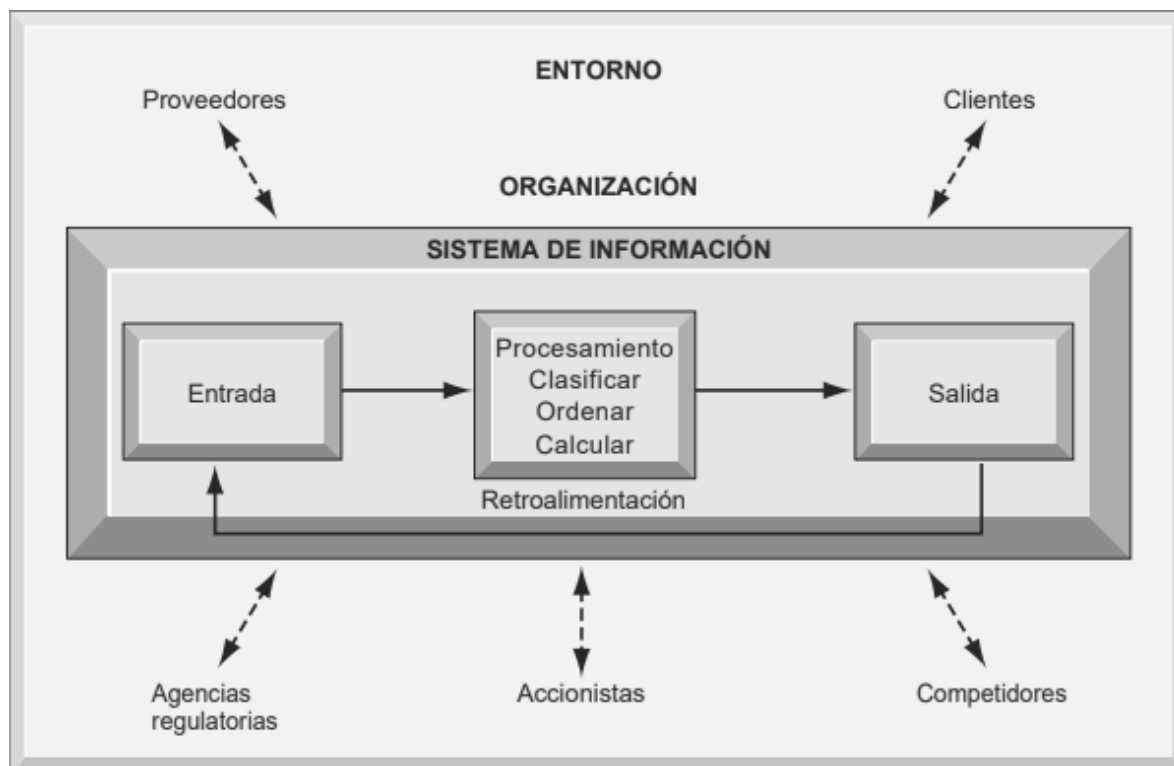 ENTORNO
Proveedores
Clientes
ORGANIZACIÓN
SISTEMA DE INFORMACIÓN
Entrada
Procesamiento
Clasificar
Ordenar
Calcular
Salida
Retroalimentación
Agencias
regulatorias
Accionistas
Competidores